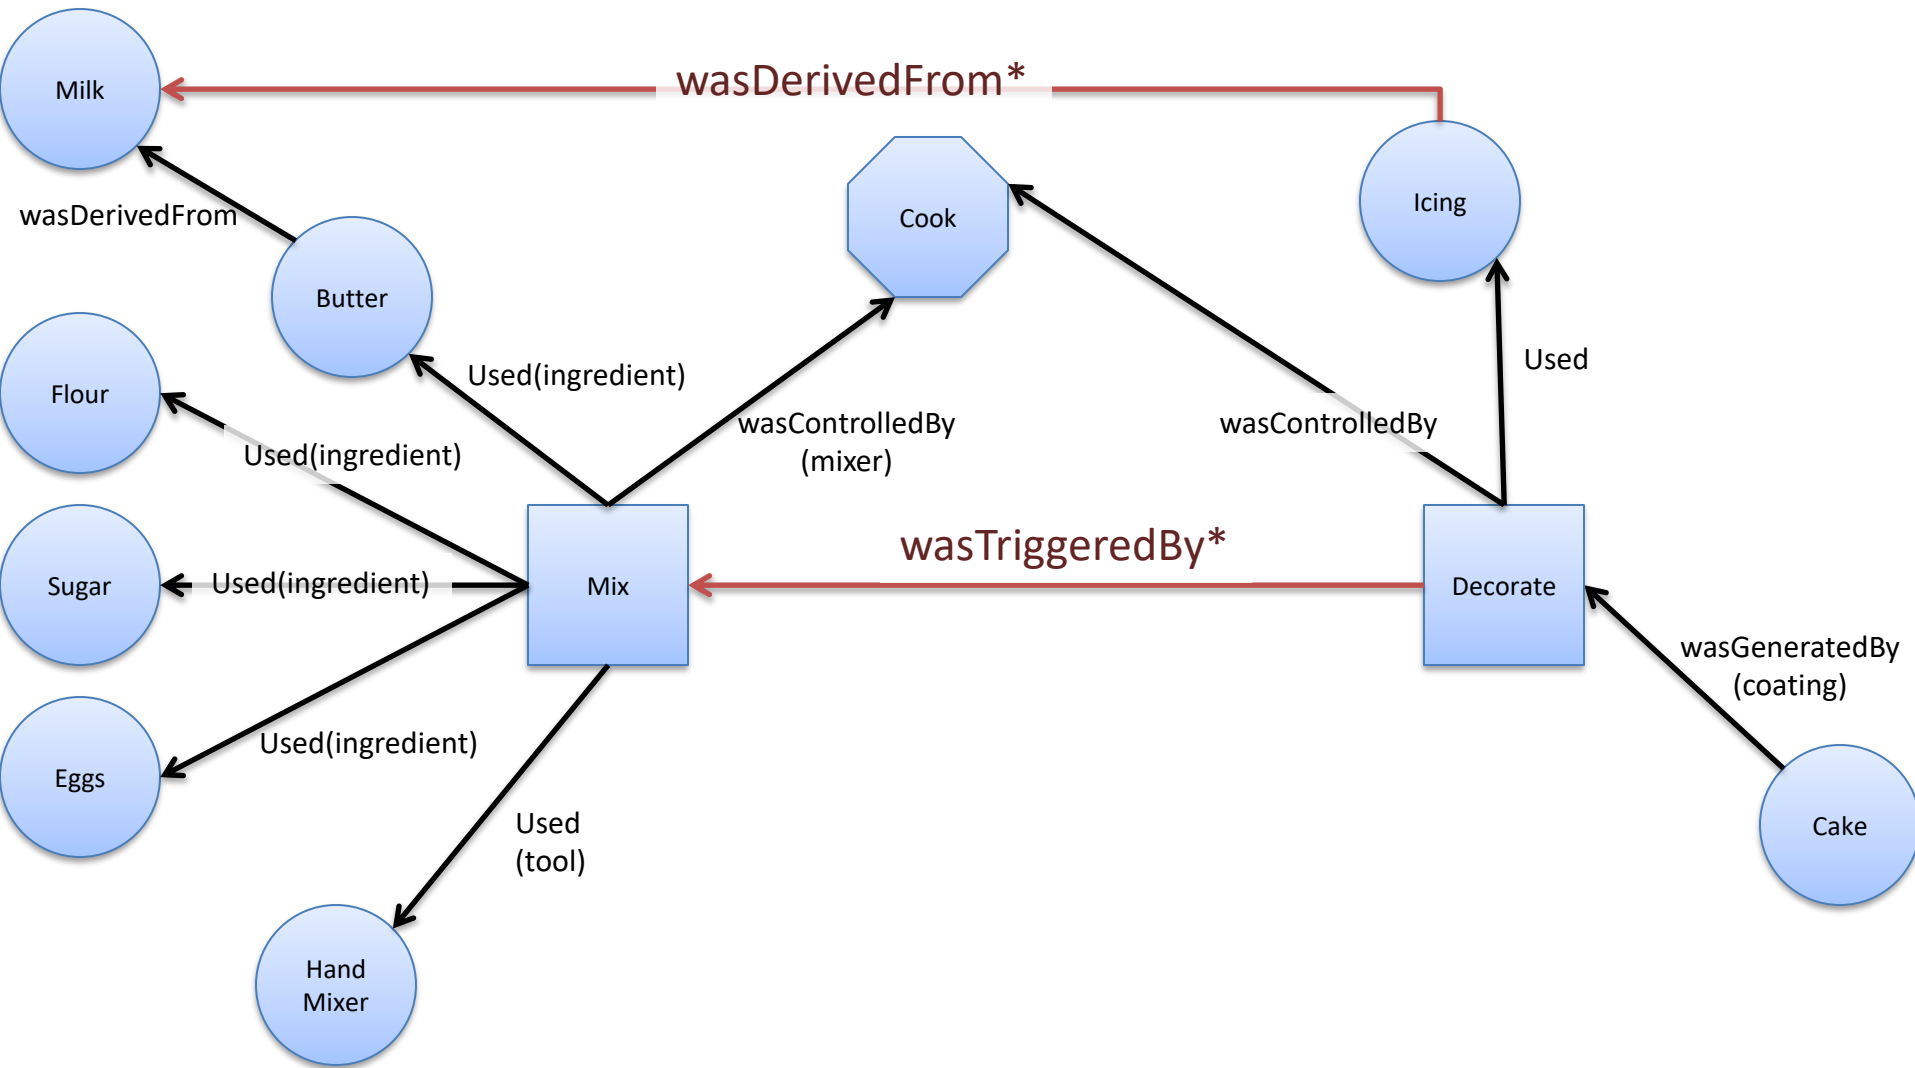 wasDerivedFrom*
Milk
Cook
Icing
wasDerivedFrom
Butter
Used
Used(ingredient)
Flour
wasControlledBy
(mixer)
wasControlledBy
Used(ingredient)
wasTriggeredBy*
Sugar
Used(ingredient)
Mix
Decorate
wasGeneratedBy
(coating)
Used(ingredient)
Eggs
Used
(tool)
Cake
Hand
Mixer